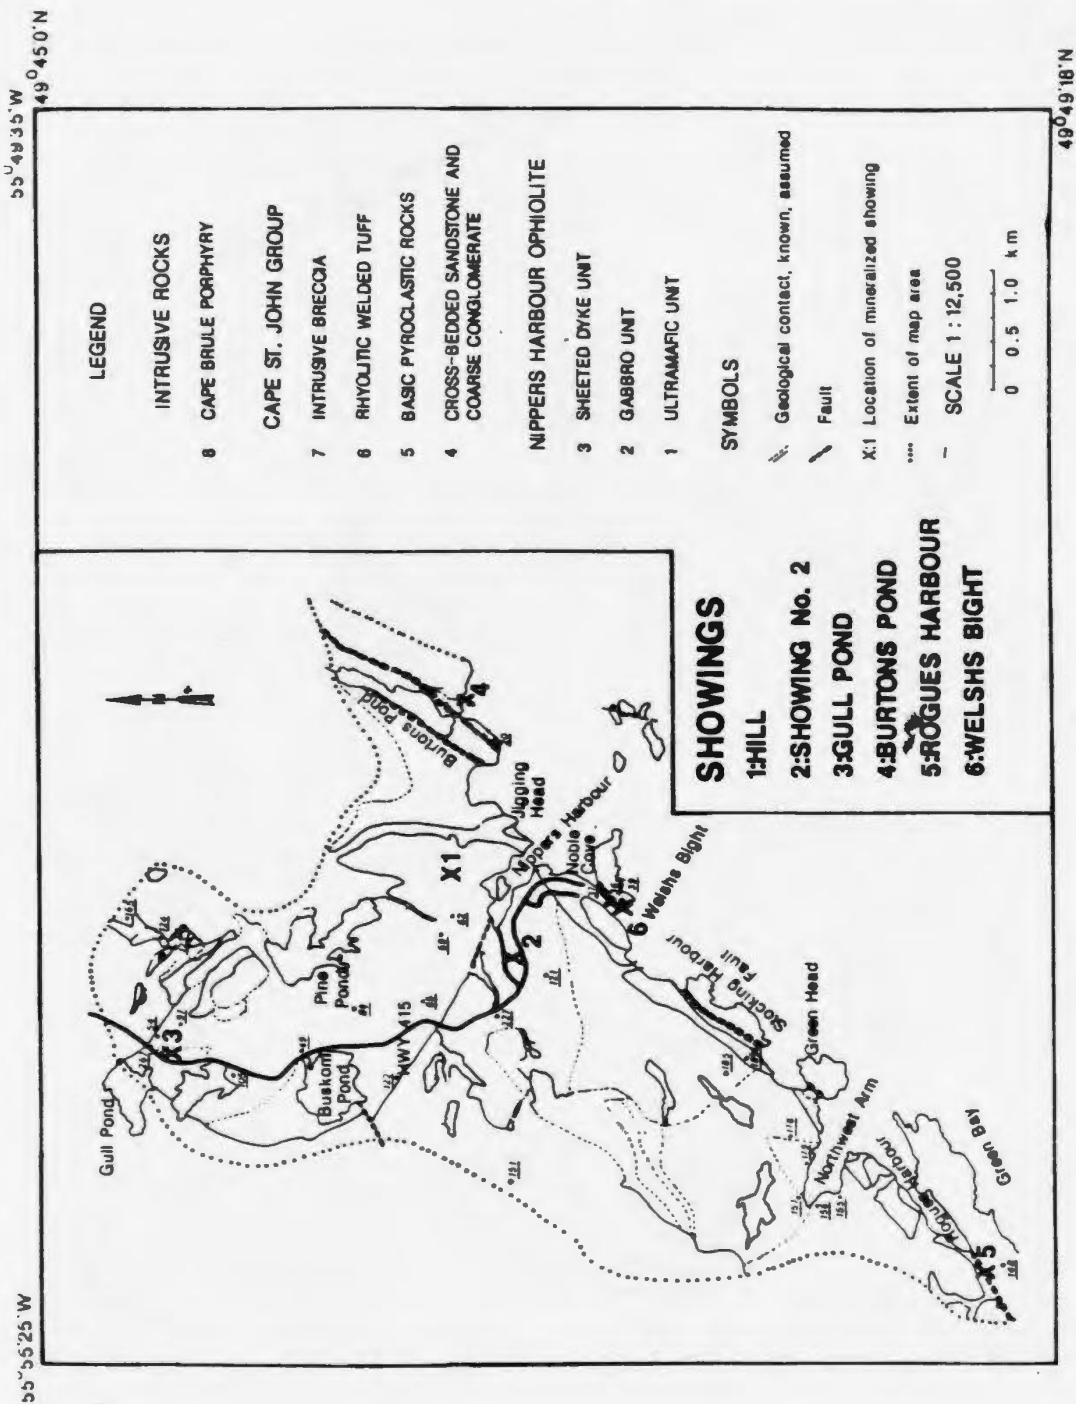 55°49'35"W
49°45'0"N
LEGEND
INTRUSIVE ROCKS
8 CAPE BRULE PORPHYRY
CAPE ST. JOHN GROUP
7 INTRUSIVE BRECCIA
6 RHYOLITIC WELDED TUFF
5 BASIC PYROCLASTIC ROCKS
4 CROSS-BEDDED SANDSTONE AND
COARSE CONGLOMERATE
NIPPERS HARBOUR OPHIOLITE
3 SHEETED DYKE UNIT
2 GABBRO UNIT
1 ULTRAMAFIC UNIT
SYMBOLS
Geological contact, known, assumed
Fault
X:1 Location of mineralized showing
Extent of map area
SCALE 1 : 12,500
0 0.5 1.0 km
49°49'18"N
SHOWINGS
1:HILL
2:SHOWING No. 2
3:GULL POND
4:BURTONS POND
5:ROGUES HARBOUR
6:WELSHS BIGHT
N
Burtons Pond
X4
Jigging
Head
Nippers Harbour
X1
Noble
Cove
Welshs Bight
X
6
2
Pine
Ponds
X3
Gull Pond
Buskom
Pond
HWY 415
Stocking Harbour
Fault
Green Head
Northwest Arm
Rogues Harbour
Green Bay
X5
55°55'25"W